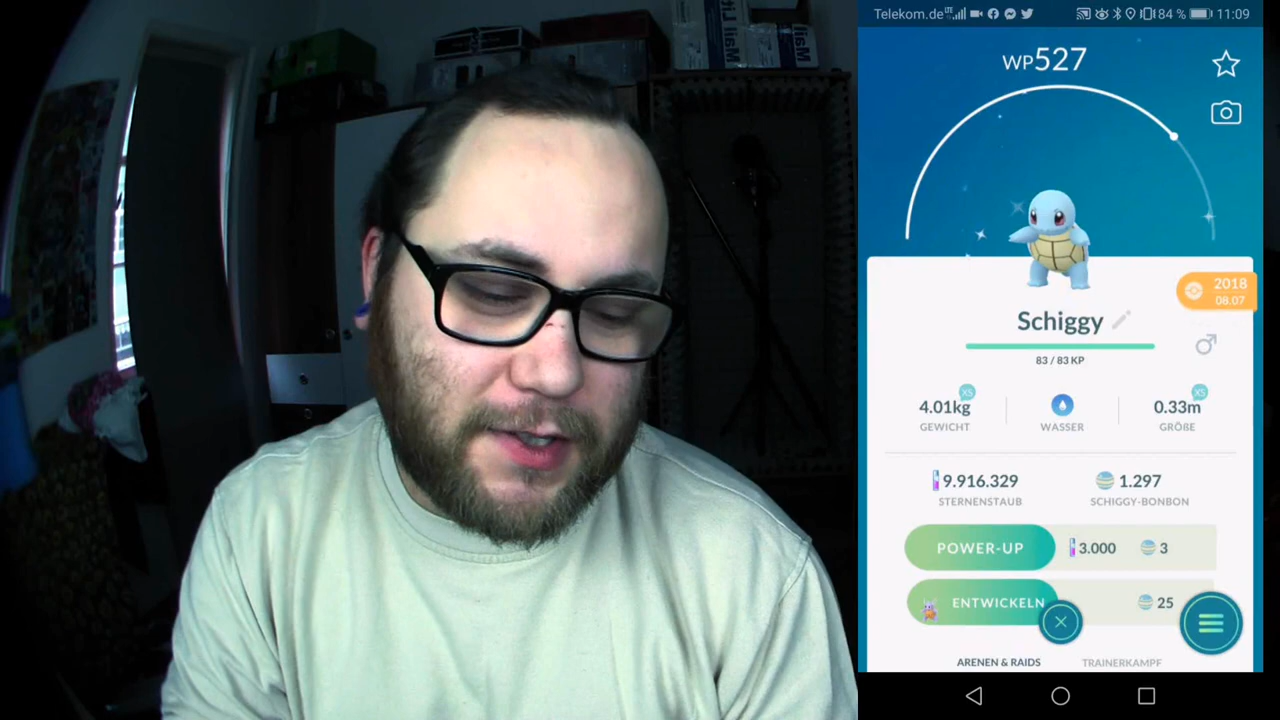 Telekom.de 84 % 11:09
WP527
2018
08.07
Schiggy
83 / 83 KP
XS XS
4.01kg 0.33m
GEWICHT WASSER GRÖßE
9.916.329 1.297
STERNENSTAUB SCHIGGY-BONBON
POWER-UP 3.000 3
ENTWICKELN 25
ARENEN & RAIDS TRAINERKAMPF